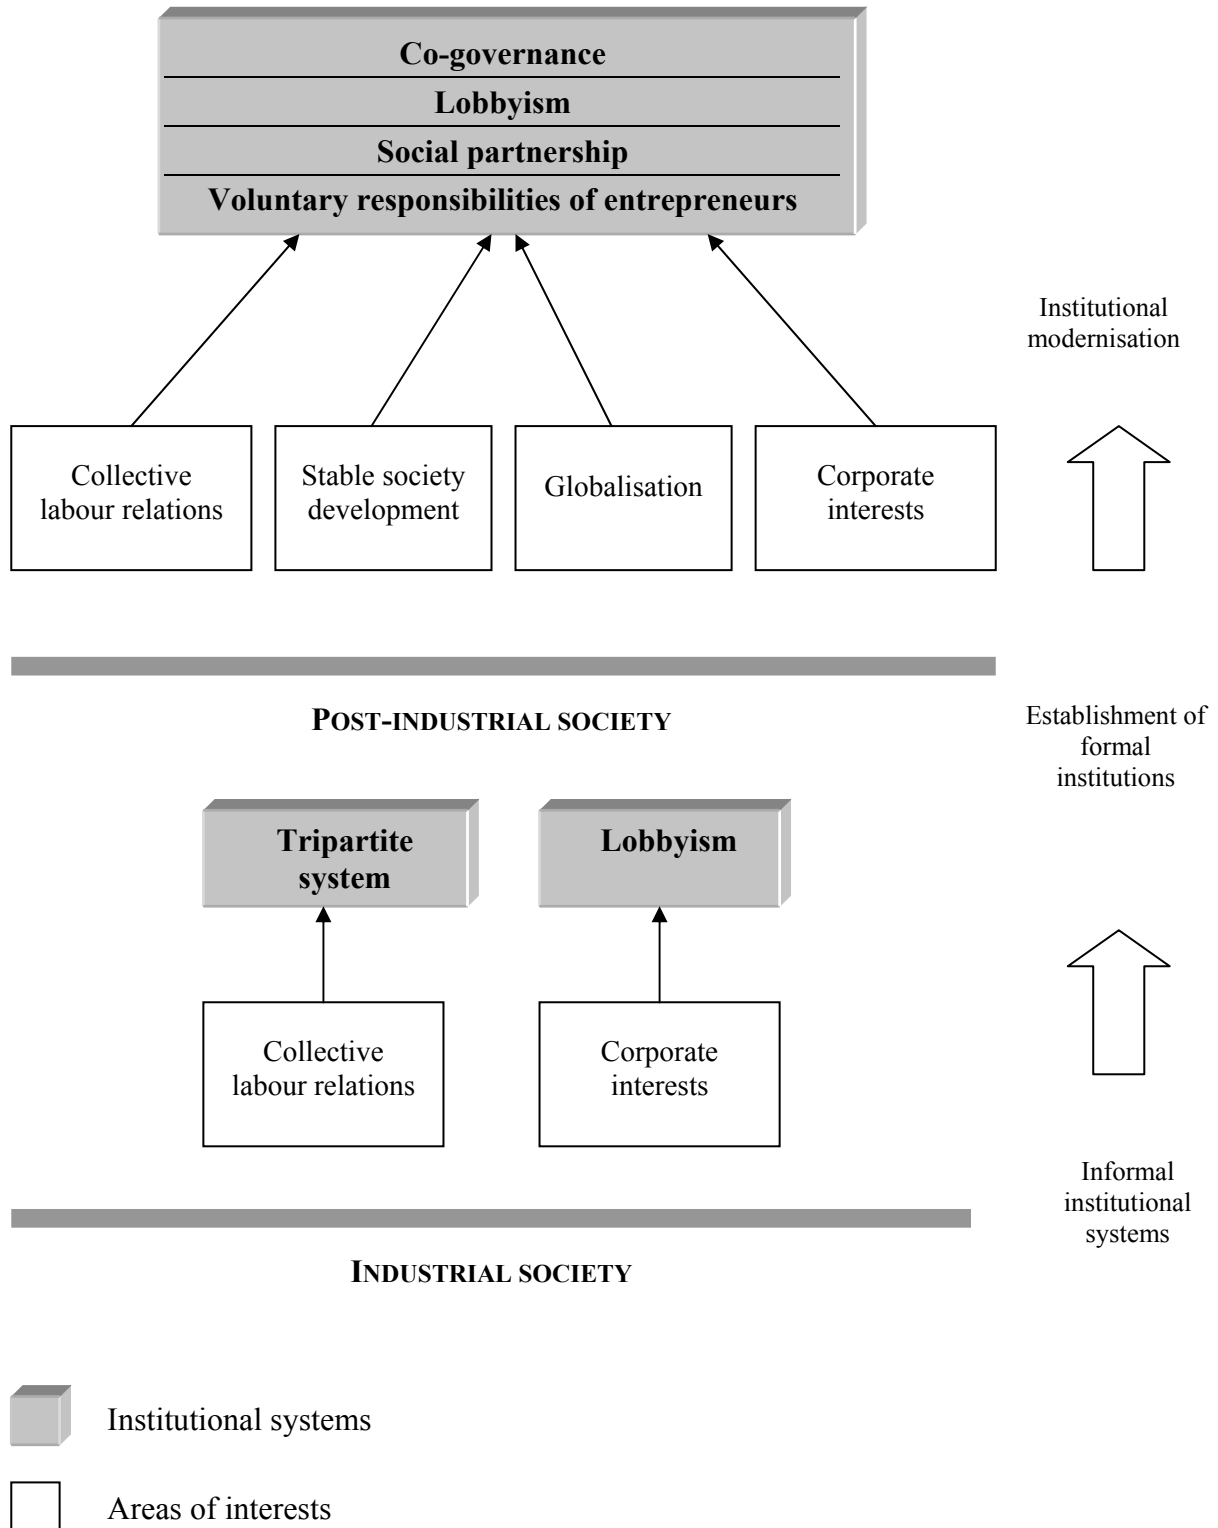 Co-governance
Lobbyism
Social partnership
Voluntary responsibilities of entrepreneurs
Institutional
modernisation
Collective
labour relations
Stable society
development
Globalisation
Corporate
interests
POST-INDUSTRIAL SOCIETY
Establishment of
formal
institutions
Tripartite
system
Lobbyism
Collective
labour relations
Corporate
interests
Informal
institutional
systems
INDUSTRIAL SOCIETY
Institutional systems
Areas of interests